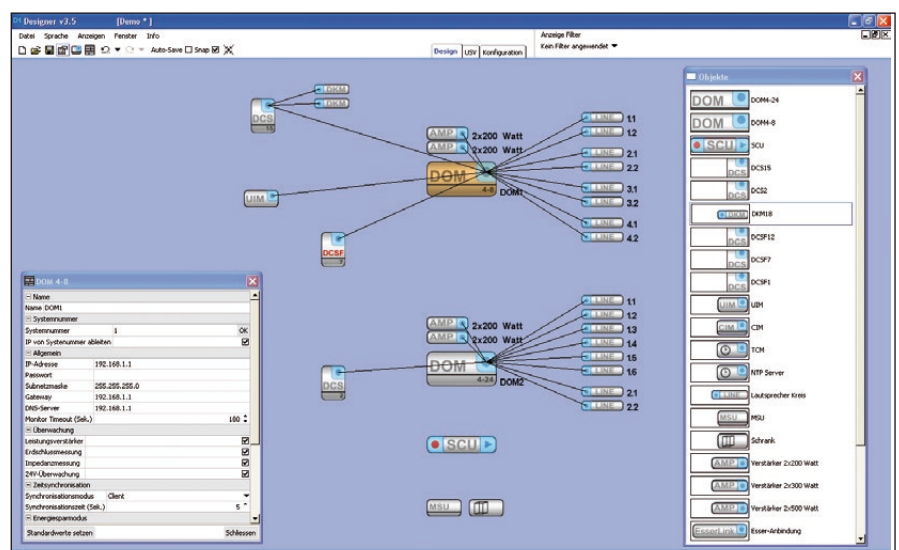 Designer v3.5 [Demo * ]
Datei Sprache Anzeigen Fenster Info
Auto-Save Snap
Design USV Konfiguration
Anzeige Filter
Kein Filter angewendet
DKM
DKM
DCS
15
AMP 2x200 Watt
AMP 2x200 Watt
DOM
4-8 DOM1
UIM
DCSF
7
LINE 1.1
LINE 1.2
LINE 2.1
LINE 2.2
LINE 3.1
LINE 3.2
LINE 4.1
LINE 4.2
AMP 2x200 Watt
AMP 2x200 Watt
DOM
4-24 DOM2
DCS
2
LINE 1.1
LINE 1.2
LINE 1.3
LINE 1.4
LINE 1.5
LINE 1.6
LINE 2.1
LINE 2.2
SCU
MSU
DOM 4-8
Name
Name DOM1
Systemnummer
Systemnummer 1 OK
IP von Systenummer ableiten
Allgemein
IP-Adresse 192.168.1.1
Passwort
Subnetzmaske 255.255.255.0
Gateway 192.168.1.1
DNS-Server 192.168.1.1
Monitor Timeout (Sek.) 180
Überwachung
Leistungsverstärker
Erdschlussmessung
Impedanzmessung
24V-Überwachung
Zeitsynchronisation
Synchronisationsmodus Client
Synchronisationszeit (Sek.) 5
Energiesparmodus
Standardwerte setzen Schliessen
Objekte
DOM DOM4-24
DOM DOM4-8
SCU SCU
DCS DCS15
DCS DCS2
DKM DKM18
DCS DCSF12
DCS DCSF7
DCS DCSF1
UIM UIM
CIM CIM
TCM
NTP Server
LINE Lautsprecher Kreis
MSU MSU
Schrank
AMP Verstärker 2x200 Watt
AMP Verstärker 2x300 Watt
AMP Verstärker 2x500 Watt
EsserLink Esser-Anbindung